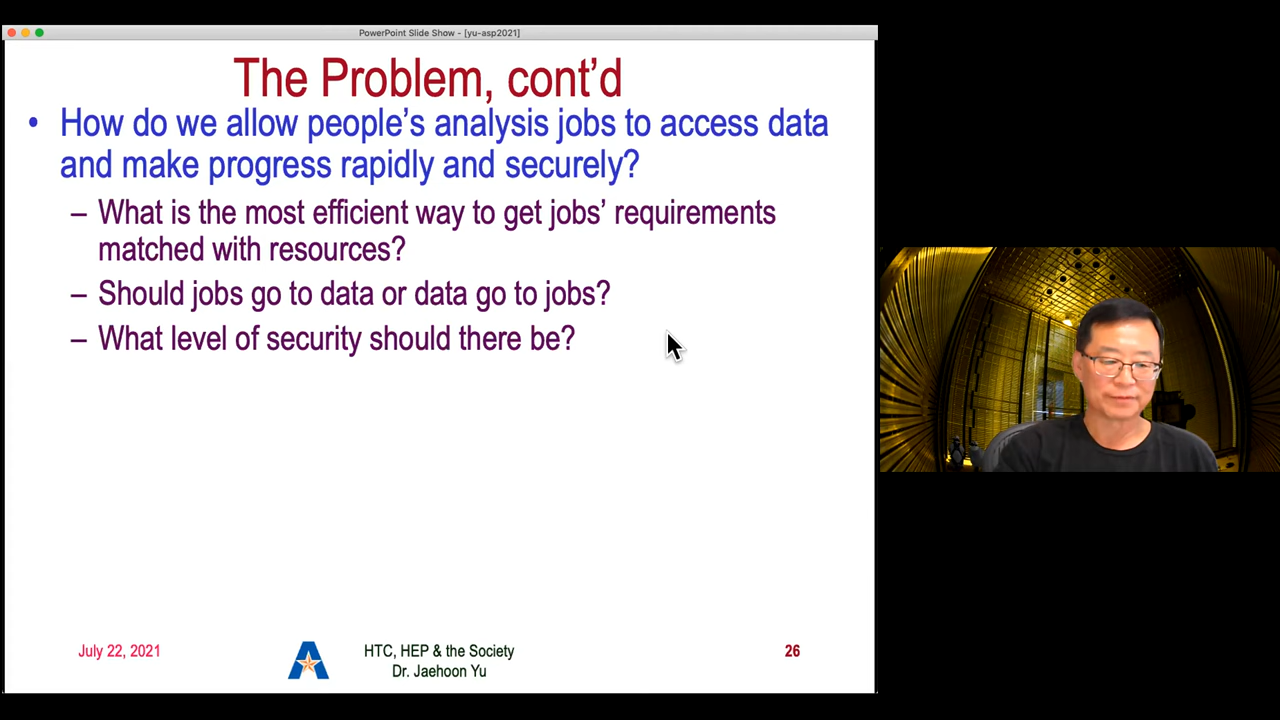 PowerPoint Slide Show - [yu-asp2021]
The Problem, cont’d
• How do we allow people’s analysis jobs to access data
and make progress rapidly and securely?
– What is the most efficient way to get jobs’ requirements
matched with resources?
– Should jobs go to data or data go to jobs?
– What level of security should there be?
July 22, 2021
HTC, HEP & the Society
Dr. Jaehoon Yu
26